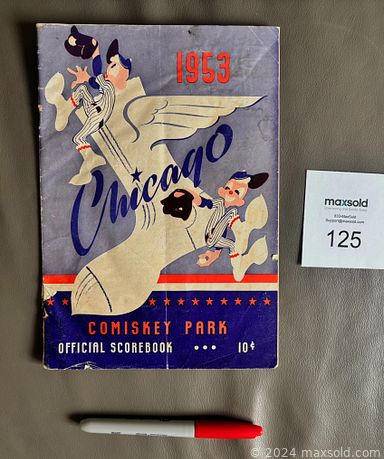 1953
Chicago
COMISKEY PARK
OFFICIAL SCOREBOOK ••• 10¢
maxsold
125
© 2024 maxsold.com